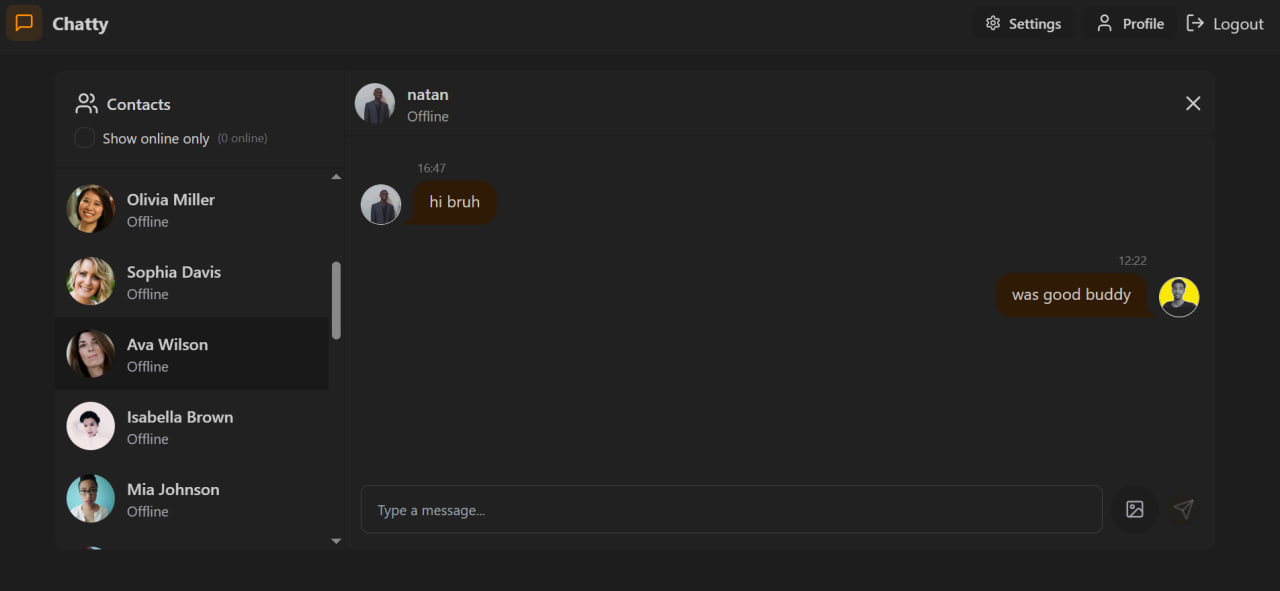 Chatty
Settings
Profile
Logout
Contacts
Show online only (0 online)
Olivia Miller
Offline
Sophia Davis
Offline
Ava Wilson
Offline
Isabella Brown
Offline
Mia Johnson
Offline
natan
Offline
16:47
hi bruh
12:22
was good buddy
Type a message...